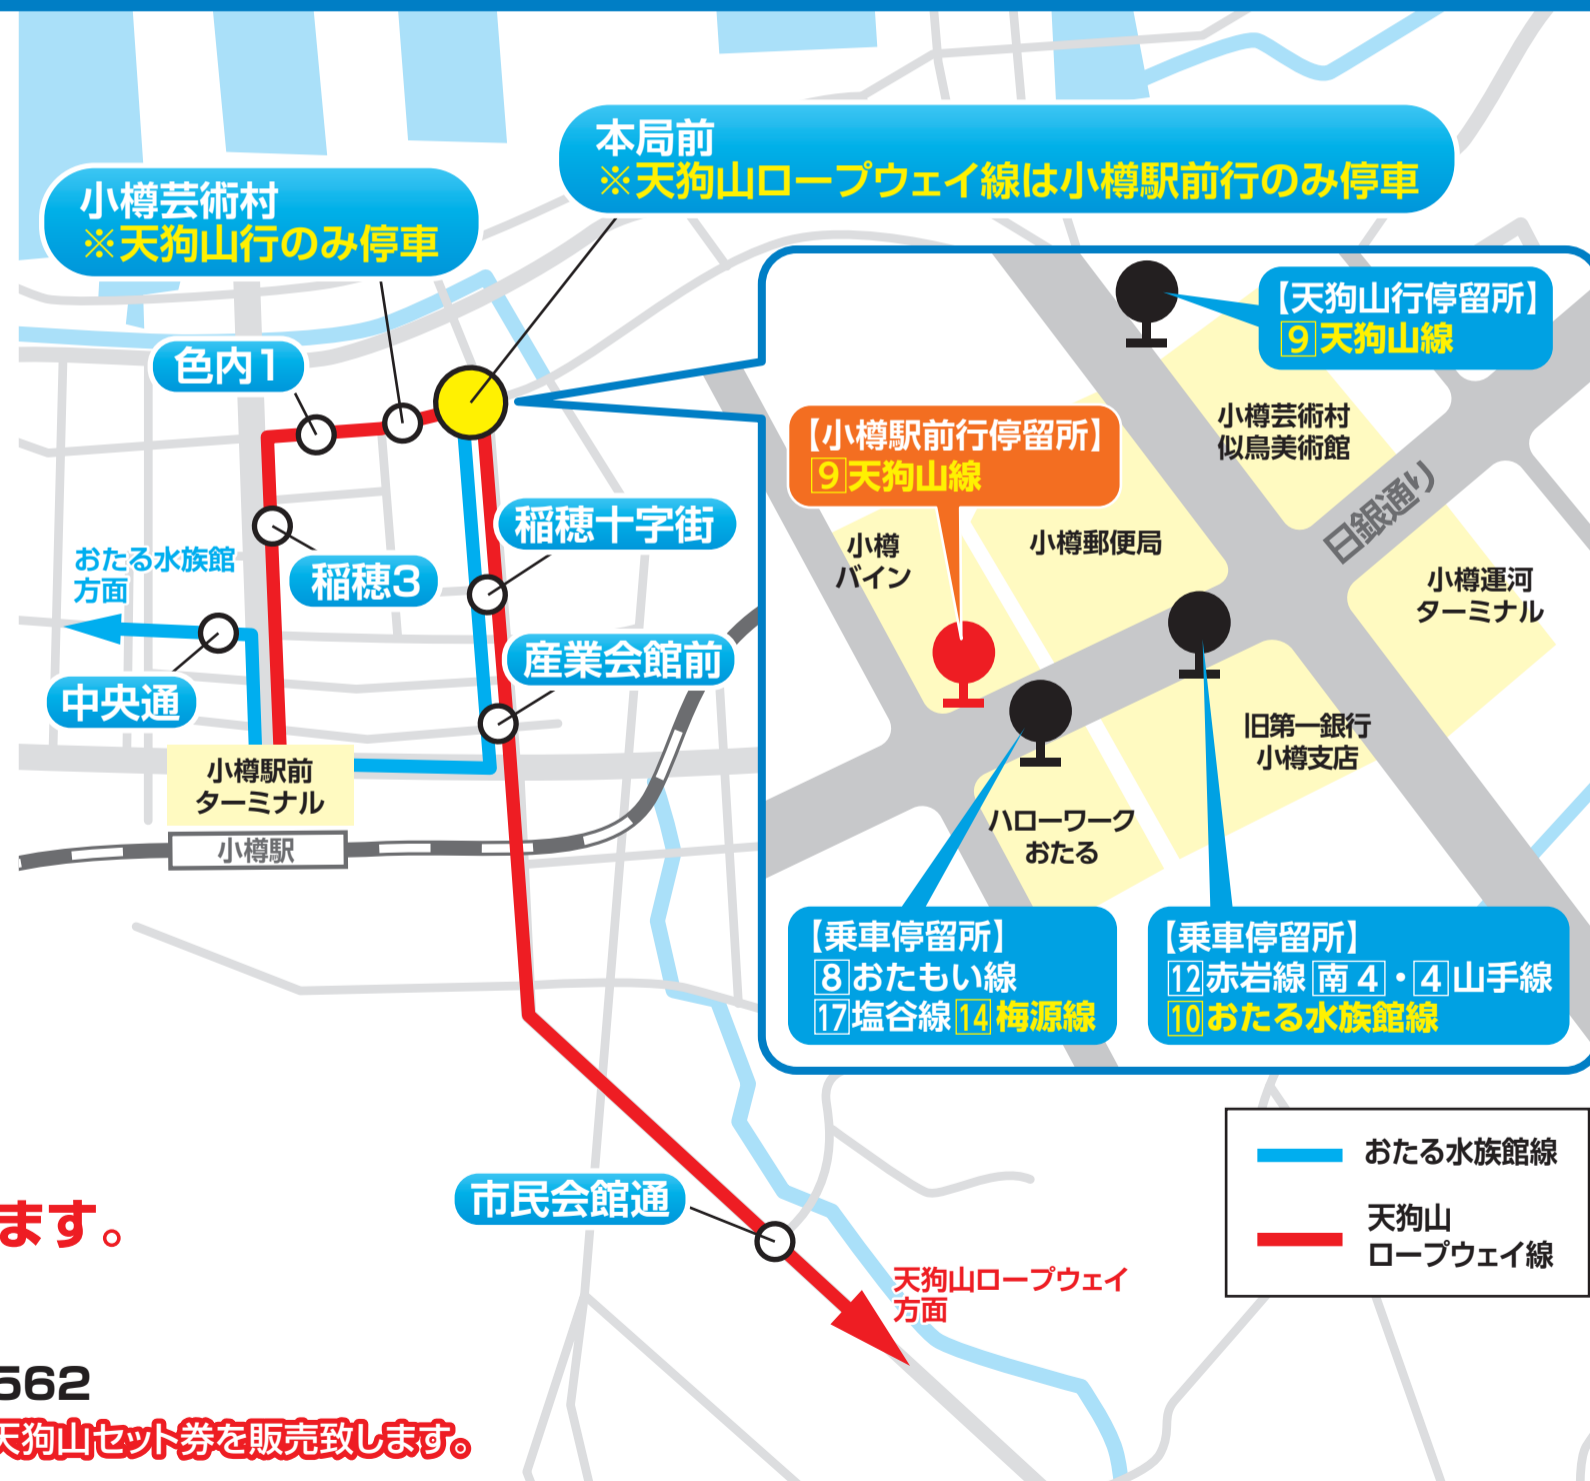 本局前
※天狗山ロープウェイ線は小樽駅前行のみ停車
小樽芸術村
※天狗山行のみ停車
色内1
稲穂3
稲穂十字街
産業会館前
おたる水族館
方面
中央通
小樽駅前
ターミナル
小樽駅
【天狗山行停留所】
9天狗山線
小樽芸術村
似鳥美術館
【小樽駅前行停留所】
9天狗山線
小樽
バイン
小樽郵便局
日銀通り
小樽運河
ターミナル
旧第一銀行
小樽支店
ハローワーク
おたる
【乗車停留所】
8おたもい線
17塩谷線 14梅源線
【乗車停留所】
12赤岩線 南4・4山手線
10おたる水族館線
市民会館通
天狗山ロープウェイ
方面
おたる水族館線
天狗山
ロープウェイ線
ます。
562
天狗山セット券を販売致します。